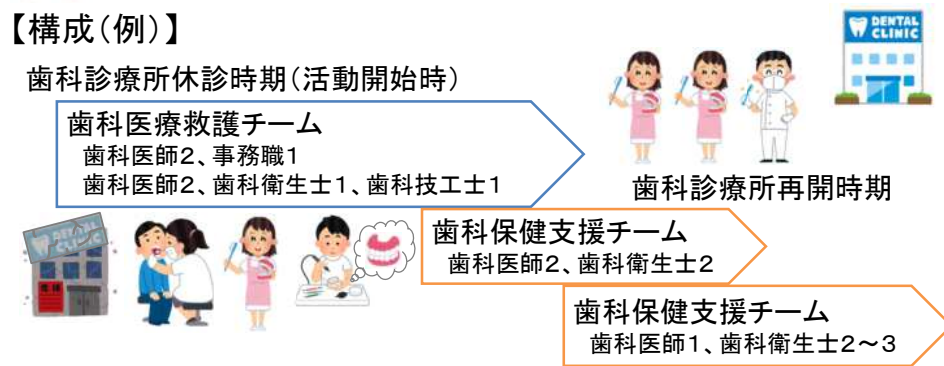 【構成(例)】
歯科診療所休診時期(活動開始時)
DENTAL
CLINIC
歯科医療救護チーム
歯科医師2、事務職1
歯科医師2、歯科衛生士1、歯科技工士1
歯科診療所再開時期
歯科保健支援チーム
歯科医師2、歯科衛生士2
歯科保健支援チーム
歯科医師1、歯科衛生士2〜3